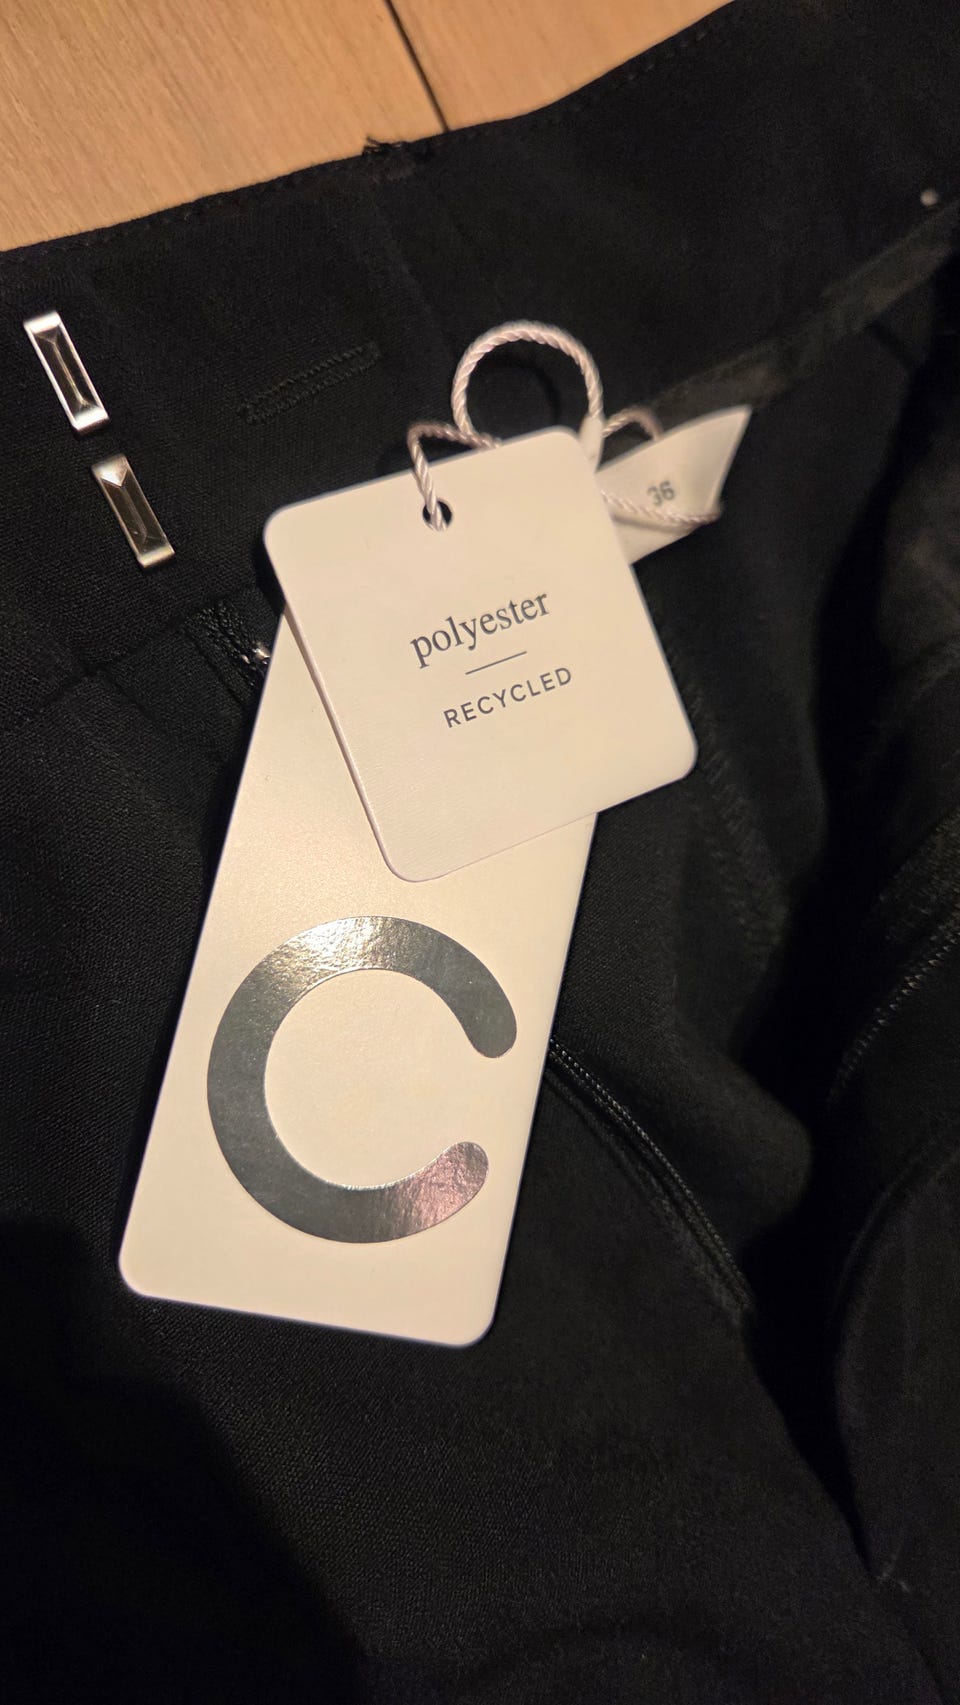 36
polyester
RECYCLED
C